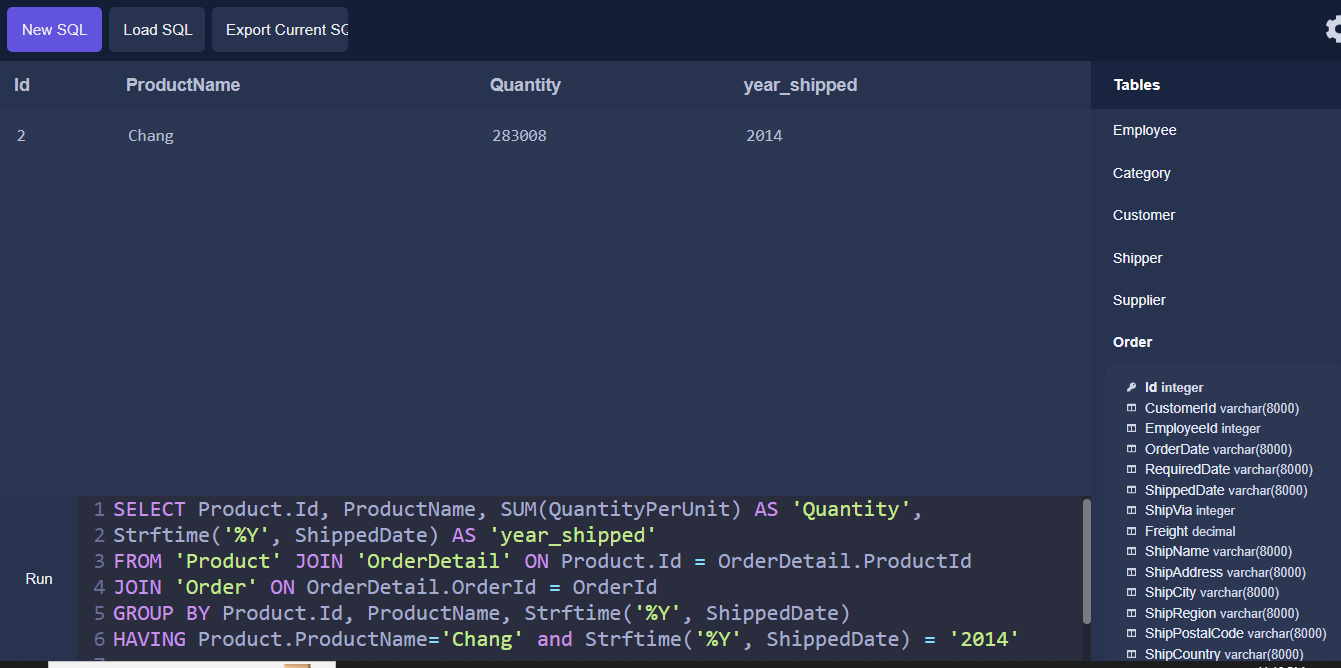 New SQL Load SQL Export Current SQ
Id ProductName Quantity year_shipped
2 Chang 283008 2014
Tables
Employee
Category
Customer
Shipper
Supplier
Order
Id integer
CustomerId varchar(8000)
EmployeeId integer
OrderDate varchar(8000)
RequiredDate varchar(8000)
ShippedDate varchar(8000)
ShipVia integer
Freight decimal
ShipName varchar(8000)
ShipAddress varchar(8000)
ShipCity varchar(8000)
ShipRegion varchar(8000)
ShipPostalCode varchar(8000)
ShipCountry varchar(8000)
Run
1 SELECT Product.Id, ProductName, SUM(QuantityPerUnit) AS 'Quantity',
2 Strftime('%Y', ShippedDate) AS 'year_shipped'
3 FROM 'Product' JOIN 'OrderDetail' ON Product.Id = OrderDetail.ProductId
4 JOIN 'Order' ON OrderDetail.OrderId = OrderId
5 GROUP BY Product.Id, ProductName, Strftime('%Y', ShippedDate)
6 HAVING Product.ProductName='Chang' and Strftime('%Y', ShippedDate) = '2014'